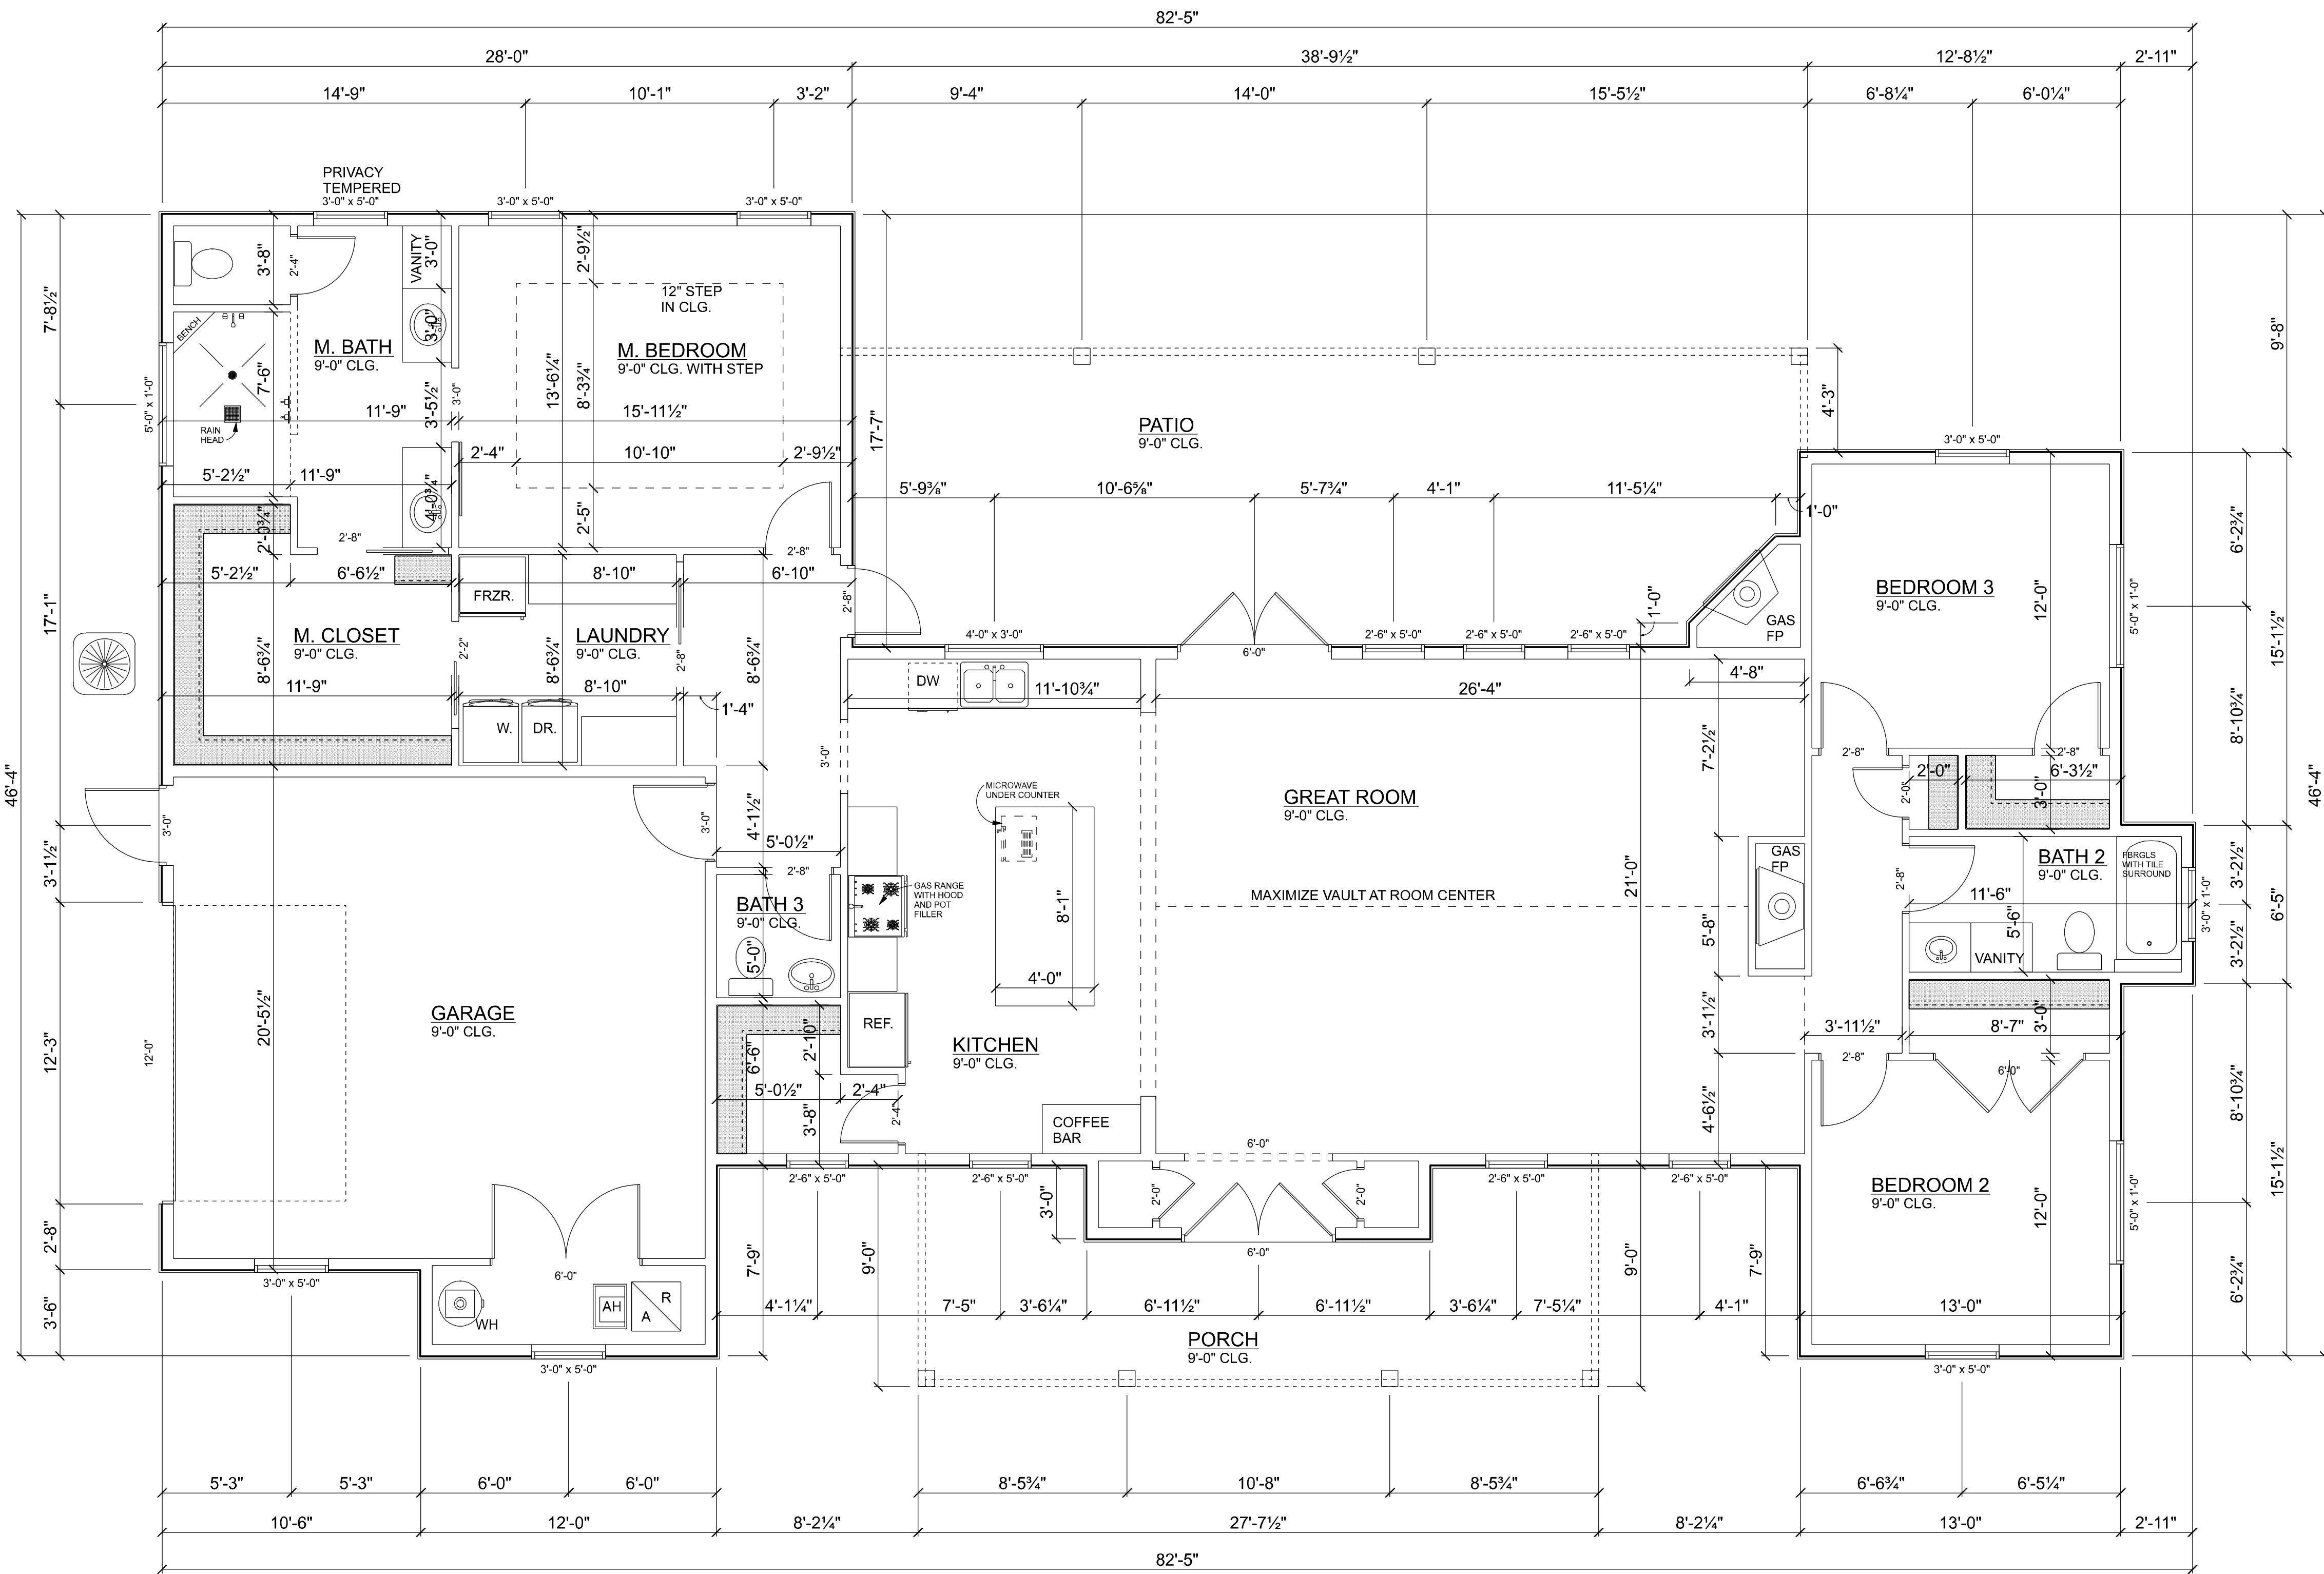 82'-5"
28'-0"
38'-9½"
12'-8½"
2'-11"
14'-9"
10'-1"
3'-2"
9'-4"
14'-0"
15'-5½"
6'-8¼"
6'-0¼"
PRIVACY
TEMPERED
3'-0" x 5'-0"
3'-0" x 5'-0"
3'-0" x 5'-0"
46'-4"
7'-8½"
17'-1"
3'-1½"
12'-3"
2'-8"
3'-6"
5'-0" x 1'-0"
3'-8"
2'-4"
VANITY
3'-0"
2'-9½"
12" STEP
IN CLG.
BENCH
M. BATH
9'-0" CLG.
3'-0"
M. BEDROOM
9'-0" CLG. WITH STEP
7'-6"
13'-6¼"
8'-3¾"
3'-0"
3'-5½"
11'-9"
15'-11½"
RAIN
HEAD
2'-4"
10'-10"
2'-9½"
17'-7"
5'-2½"
11'-9"
4'-0¾"
2'-5"
2'-0¾"
2'-8"
2'-8"
5'-2½"
6'-6½"
FRZR.
8'-10"
6'-10"
2'-8"
M. CLOSET
9'-0" CLG.
8'-6¾"
2'-2"
LAUNDRY
9'-0" CLG.
8'-6¾"
2'-8"
8'-6¾"
11'-9"
8'-10"
1'-4"
W.
DR.
PATIO
9'-0" CLG.
4'-3"
5'-9⅜"
10'-6⅝"
5'-7¾"
4'-1"
11'-5¼"
1'-0"
1'-0"
4'-0" x 3'-0"
6'-0"
2'-6" x 5'-0"
2'-6" x 5'-0"
2'-6" x 5'-0"
GAS
FP
DW
11'-10¾"
26'-4"
4'-8"
3'-0" x 5'-0"
BEDROOM 3
9'-0" CLG.
12'-0"
5'-0" x 1'-0"
9'-8"
6'-2¾"
15'-1½"
8'-10¾"
46'-4"
2'-8"
2'-8"
2'-0"
6'-3½"
2'-0"
3'-0"
3'-0"
3'-0"
3'-0"
4'-1½"
5'-0½"
2'-8"
BATH 3
9'-0" CLG.
5'-0"
MICROWAVE
UNDER COUNTER
GAS RANGE
WITH HOOD
AND POT
FILLER
8'-1"
4'-0"
REF.
KITCHEN
9'-0" CLG.
GREAT ROOM
9'-0" CLG.
MAXIMIZE VAULT AT ROOM CENTER
21'-0"
7'-2½"
GAS
FP
5'-8"
3'-1½"
4'-6½"
2'-8"
BATH 2
9'-0" CLG.
FBRGLS
WITH TILE
SURROUND
11'-6"
5'-6"
VANITY
3'-0" x 1'-0"
3'-2½"
3'-2½"
6'-5"
GARAGE
9'-0" CLG.
20'-5½"
12'-0"
6'-6"
2'-10"
5'-0½"
2'-4"
3'-8"
2'-4"
COFFEE
BAR
3'-11½"
8'-7"
3'-0"
2'-8"
6'-0"
BEDROOM 2
9'-0" CLG.
12'-0"
5'-0" x 1'-0"
8'-10¾"
15'-1½"
6'-2¾"
6'-0"
2'-6" x 5'-0"
2'-6" x 5'-0"
2'-6" x 5'-0"
2'-6" x 5'-0"
3'-0"
2'-0"
2'-0"
6'-0"
7'-9"
9'-0"
9'-0"
7'-9"
3'-0" x 5'-0"
6'-0"
WH
AH
R
A
4'-1¼"
7'-5"
3'-6¼"
6'-11½"
6'-11½"
3'-6¼"
7'-5¼"
4'-1"
13'-0"
PORCH
9'-0" CLG.
3'-0" x 5'-0"
3'-0" x 5'-0"
5'-3"
5'-3"
6'-0"
6'-0"
8'-5¾"
10'-8"
8'-5¾"
6'-6¾"
6'-5¼"
10'-6"
12'-0"
8'-2¼"
27'-7½"
8'-2¼"
13'-0"
2'-11"
82'-5"